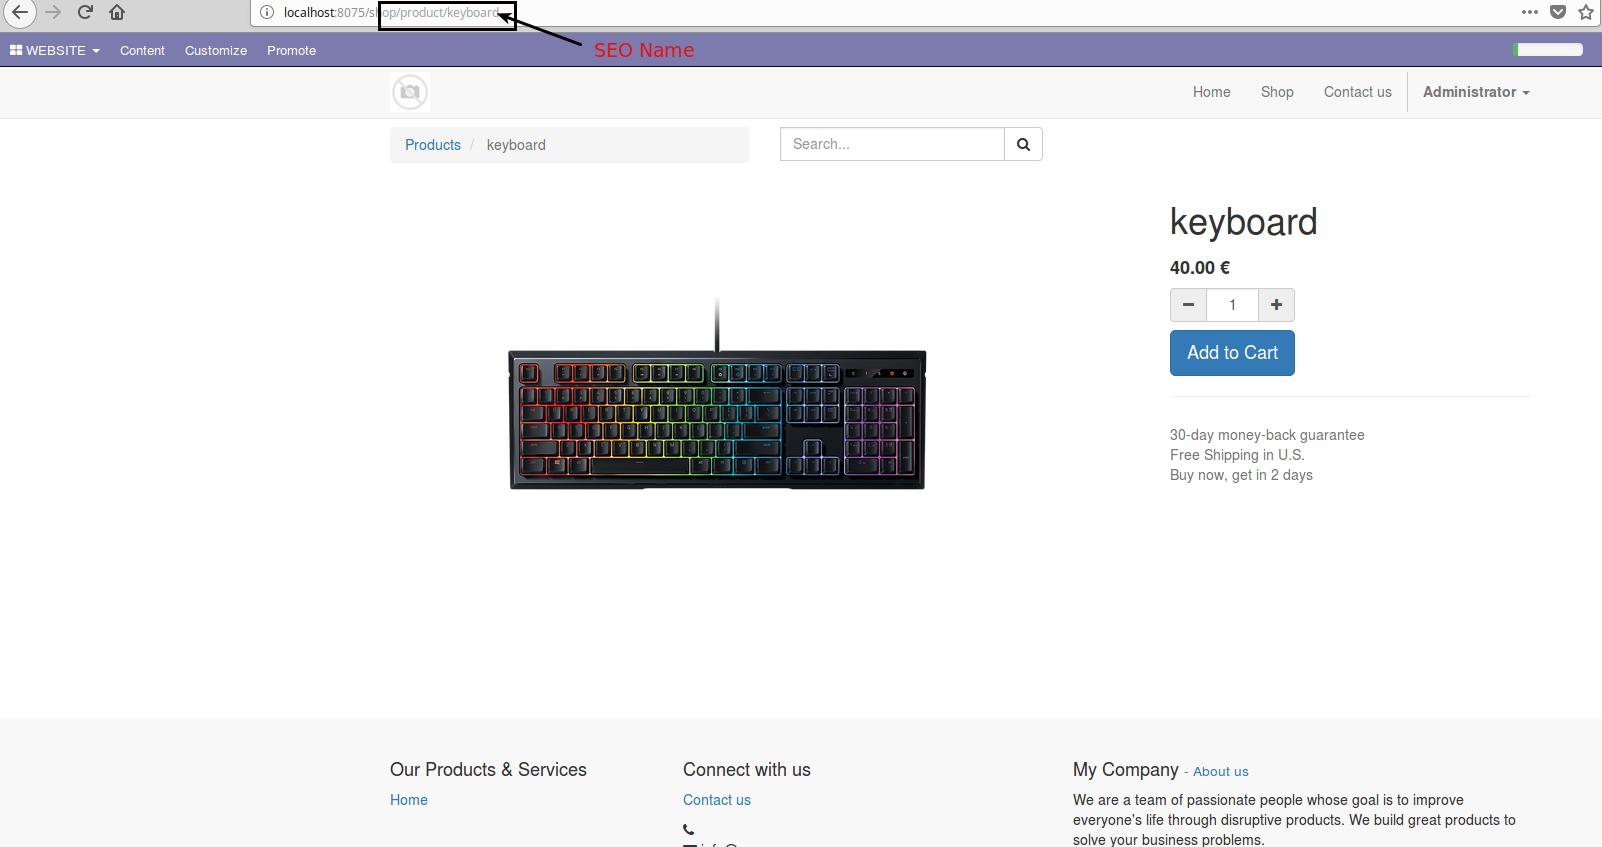 localhost:8075/shop/product/keyboard
SEO Name
WEBSITE Content Customize Promote
Home Shop Contact us Administrator
Products / keyboard Search...
keyboard
40.00 €
1
Add to Cart
30-day money-back guarantee
Free Shipping in U.S.
Buy now, get in 2 days
Our Products & Services
Home
Connect with us
Contact us
My Company - About us
We are a team of passionate people whose goal is to improve
everyone's life through disruptive products. We build great products to
solve your business problems.